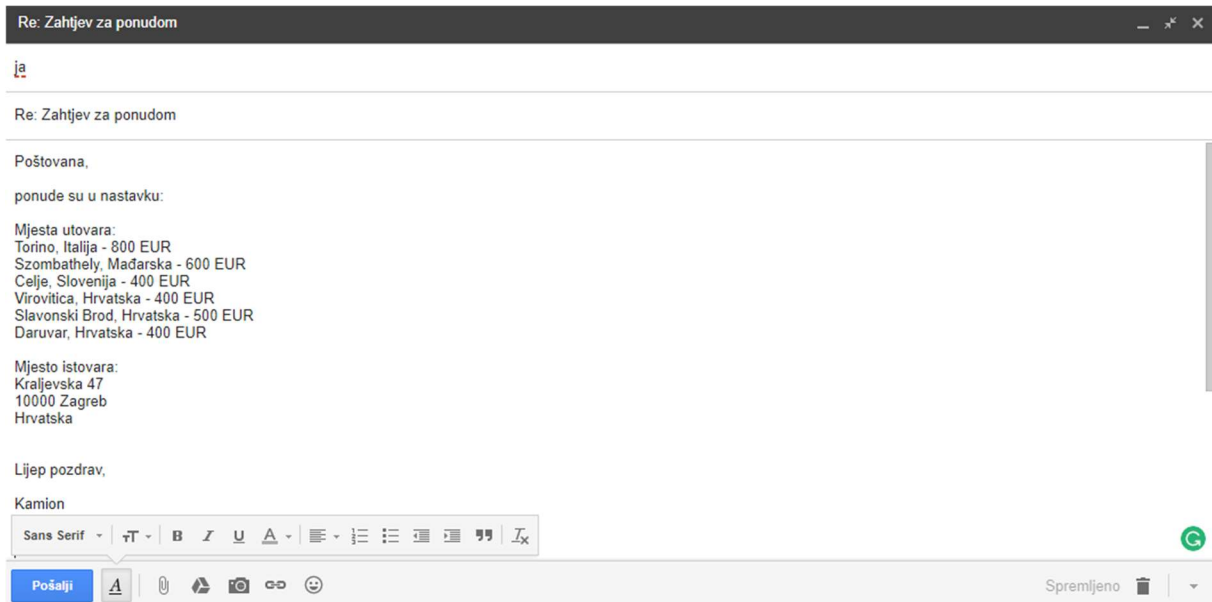 Re: Zahtjev za ponudom
ja
Re: Zahtjev za ponudom
Poštovana,
ponude su u nastavku:
Mjesta utovara:
Torino, Italija - 800 EUR
Szombathely, Mađarska - 600 EUR
Celje, Slovenija - 400 EUR
Virovitica, Hrvatska - 400 EUR
Slavonski Brod, Hrvatska - 500 EUR
Daruvar, Hrvatska - 400 EUR
Mjesto istovara:
Kraljevska 47
10000 Zagreb
Hrvatska
Lijep pozdrav,
Kamion
Sans Serif
Pošalji
Spremljeno